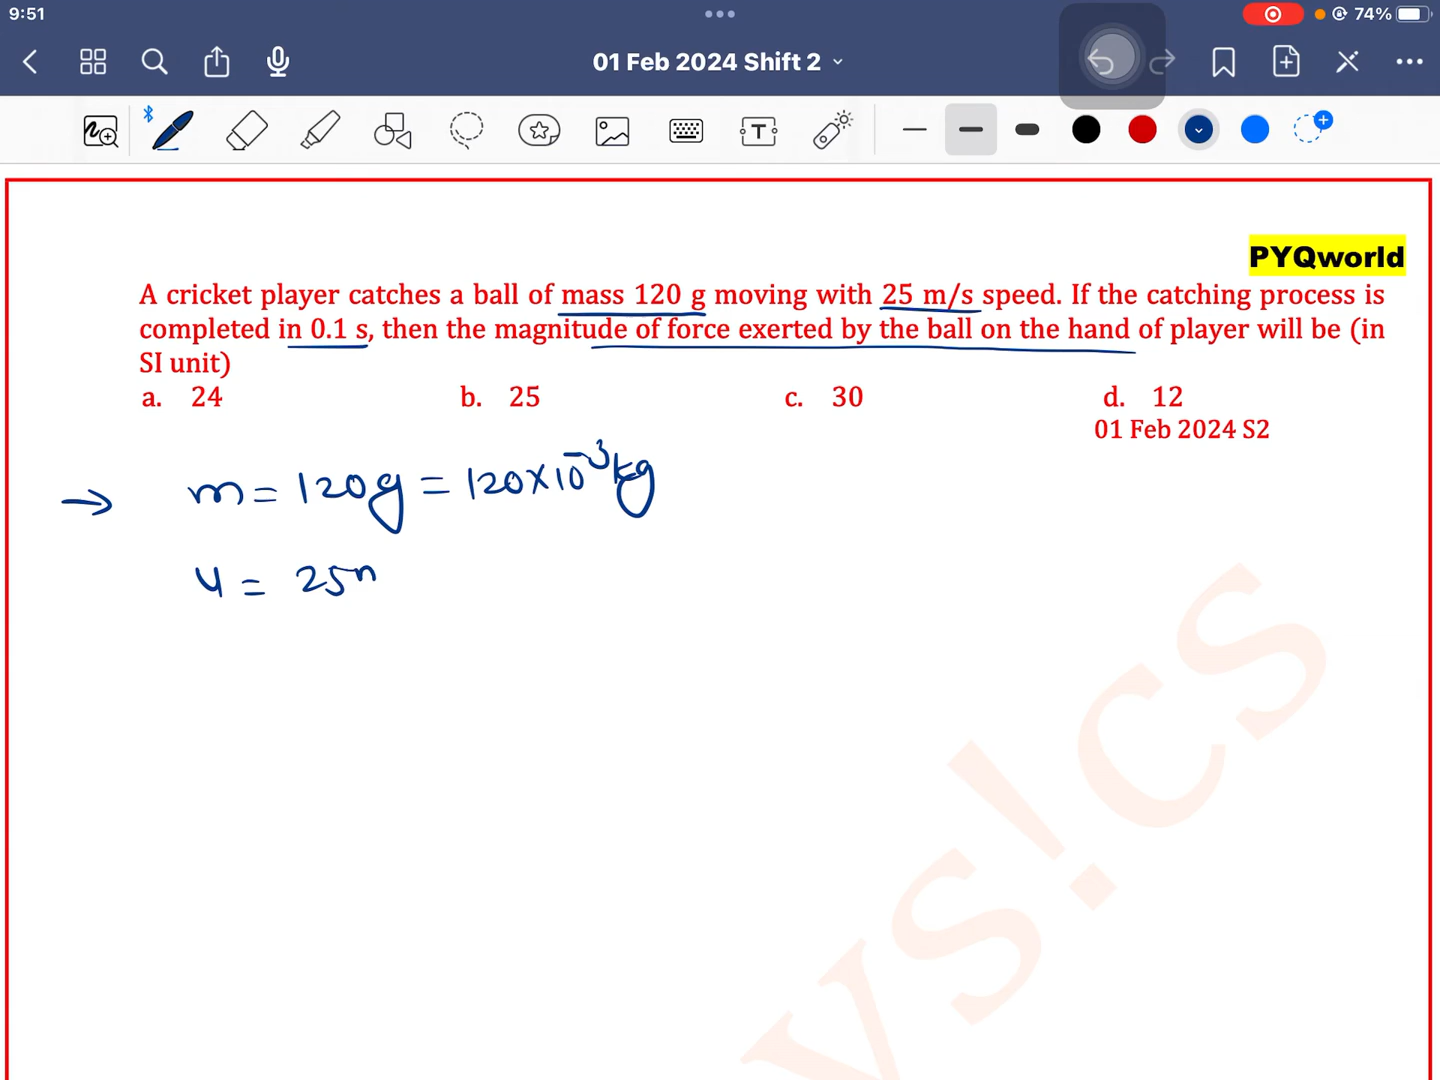 9:51
74%
01 Feb 2024 Shift 2
T
PYQworld
A cricket player catches a ball of mass 120 g moving with 25 m/s speed. If the catching process is
completed in 0.1 s, then the magnitude of force exerted by the ball on the hand of player will be (in
SI unit)
a. 24 b. 25 c. 30 d. 12
01 Feb 2024 S2
→ m = 120g = 120×10⁻³kg
u = 25m
ys!cs